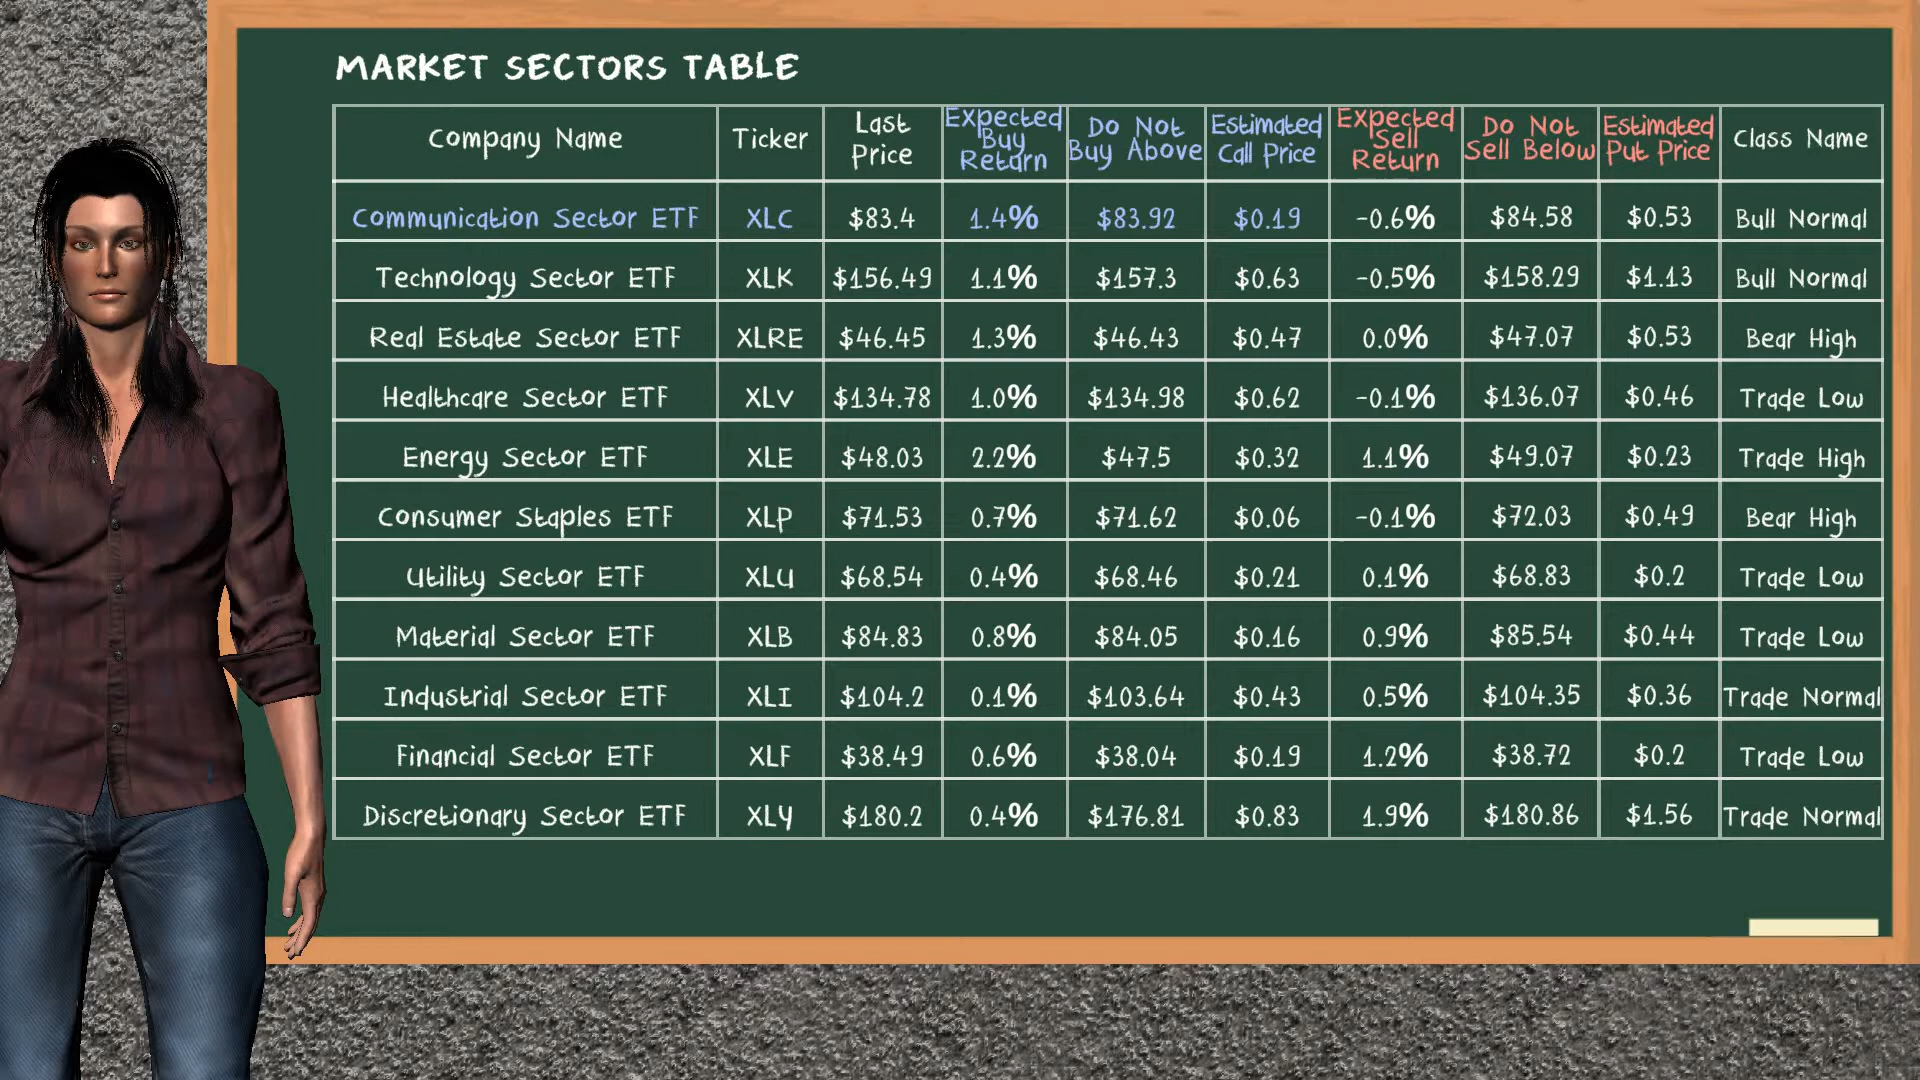 MARKET SECTORS TABLE
Company Name Ticker Last Price Expected Buy Return Do Not Buy Above Estimated Call Price Expected Sell Return Do Not Sell Below Estimated Put Price Class Name
Communication Sector ETF XLC $83.4 1.4% $83.92 $0.19 -0.6% $84.58 $0.53 Bull Normal
Technology Sector ETF XLK $156.49 1.1% $157.3 $0.63 -0.5% $158.29 $1.13 Bull Normal
Real Estate Sector ETF XLRE $46.45 1.3% $46.43 $0.47 0.0% $47.07 $0.53 Bear High
Healthcare Sector ETF XLV $134.78 1.0% $134.98 $0.62 -0.1% $136.07 $0.46 Trade Low
Energy Sector ETF XLE $48.03 2.2% $47.5 $0.32 1.1% $49.07 $0.23 Trade High
Consumer Staples ETF XLP $71.53 0.7% $71.62 $0.06 -0.1% $72.03 $0.49 Bear High
Utility Sector ETF XLU $68.54 0.4% $68.46 $0.21 0.1% $68.83 $0.2 Trade Low
Material Sector ETF XLB $84.83 0.8% $84.05 $0.16 0.9% $85.54 $0.44 Trade Low
Industrial Sector ETF XLI $104.2 0.1% $103.64 $0.43 0.5% $104.35 $0.36 Trade Normal
Financial Sector ETF XLF $38.49 0.6% $38.04 $0.19 1.2% $38.72 $0.2 Trade Low
Discretionary Sector ETF XLY $180.2 0.4% $176.81 $0.83 1.9% $180.86 $1.56 Trade Normal